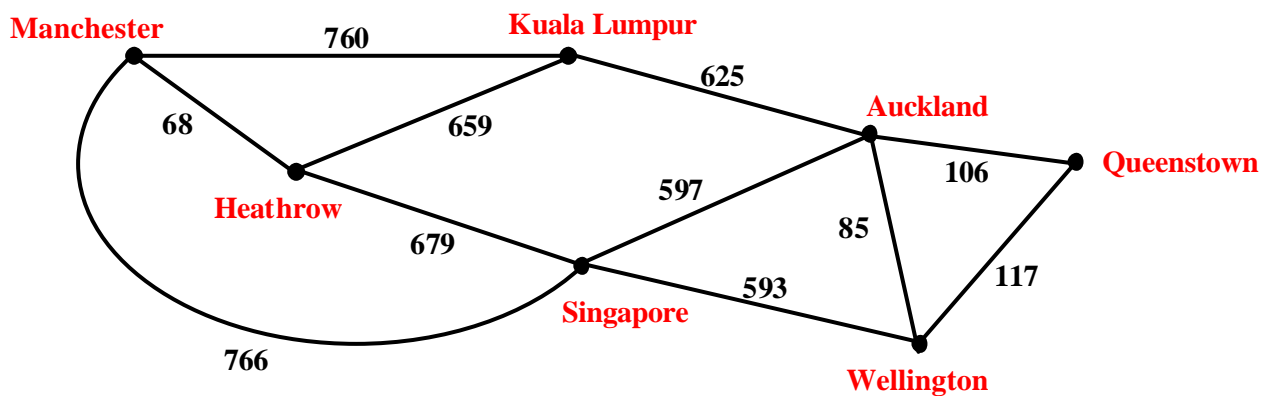 Manchester
760
Kuala Lumpur
625
Auckland
68
659
106
Queenstown
Heathrow
597
85
679
593
117
Singapore
766
Wellington